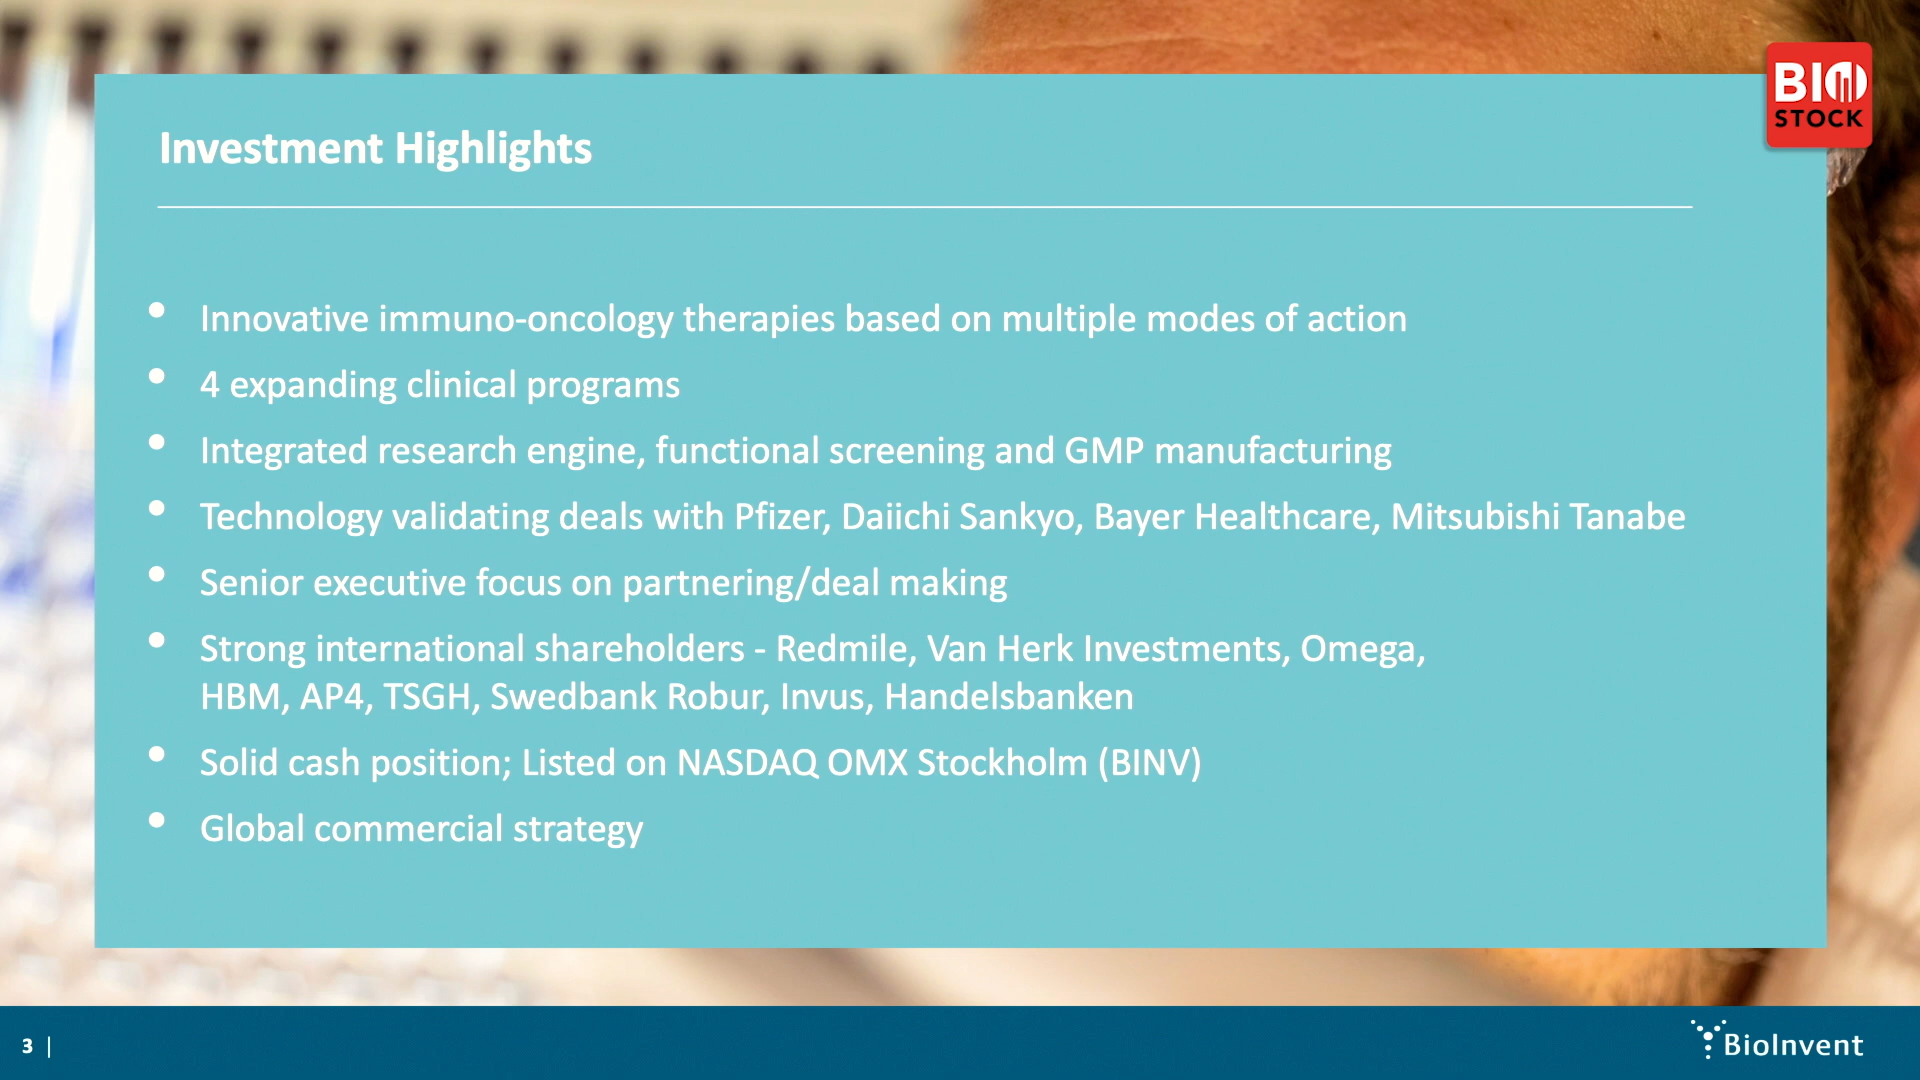 BIO
STOCK
Investment Highlights
• Innovative immuno-oncology therapies based on multiple modes of action
• 4 expanding clinical programs
• Integrated research engine, functional screening and GMP manufacturing
• Technology validating deals with Pfizer, Daiichi Sankyo, Bayer Healthcare, Mitsubishi Tanabe
• Senior executive focus on partnering/deal making
• Strong international shareholders - Redmile, Van Herk Investments, Omega,
HBM, AP4, TSGH, Swedbank Robur, Invus, Handelsbanken
• Solid cash position; Listed on NASDAQ OMX Stockholm (BINV)
• Global commercial strategy
3 |
BioInvent